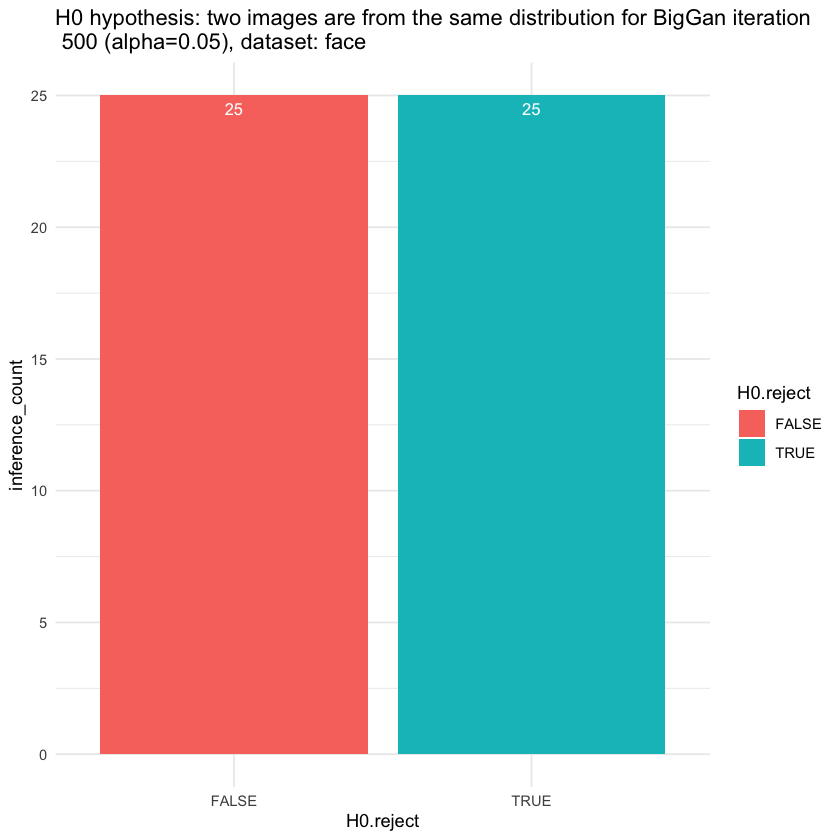 H0 hypothesis: two images are from the same distribution for BigGan iteration
500 (alpha=0.05), dataset: face
25
20
15
10
5
0
inference_count
25
25
FALSE
TRUE
H0.reject
H0.reject
FALSE
TRUE